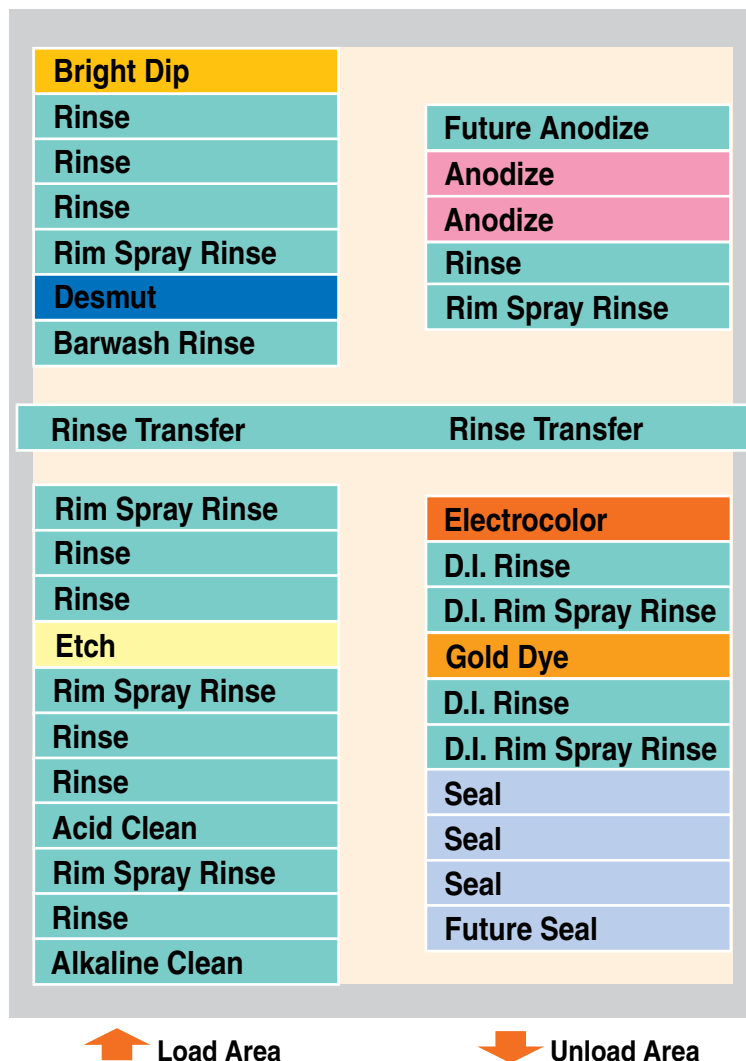 Bright Dip
Rinse
Rinse
Rinse
Rim Spray Rinse
Desmut
Barwash Rinse
Future Anodize
Anodize
Anodize
Rinse
Rim Spray Rinse
Rinse Transfer
Rinse Transfer
Rim Spray Rinse
Rinse
Rinse
Etch
Rim Spray Rinse
Rinse
Rinse
Acid Clean
Rim Spray Rinse
Rinse
Alkaline Clean
Electrocolor
D.I. Rinse
D.I. Rim Spray Rinse
Gold Dye
D.I. Rinse
D.I. Rim Spray Rinse
Seal
Seal
Seal
Future Seal
Load Area
Unload Area